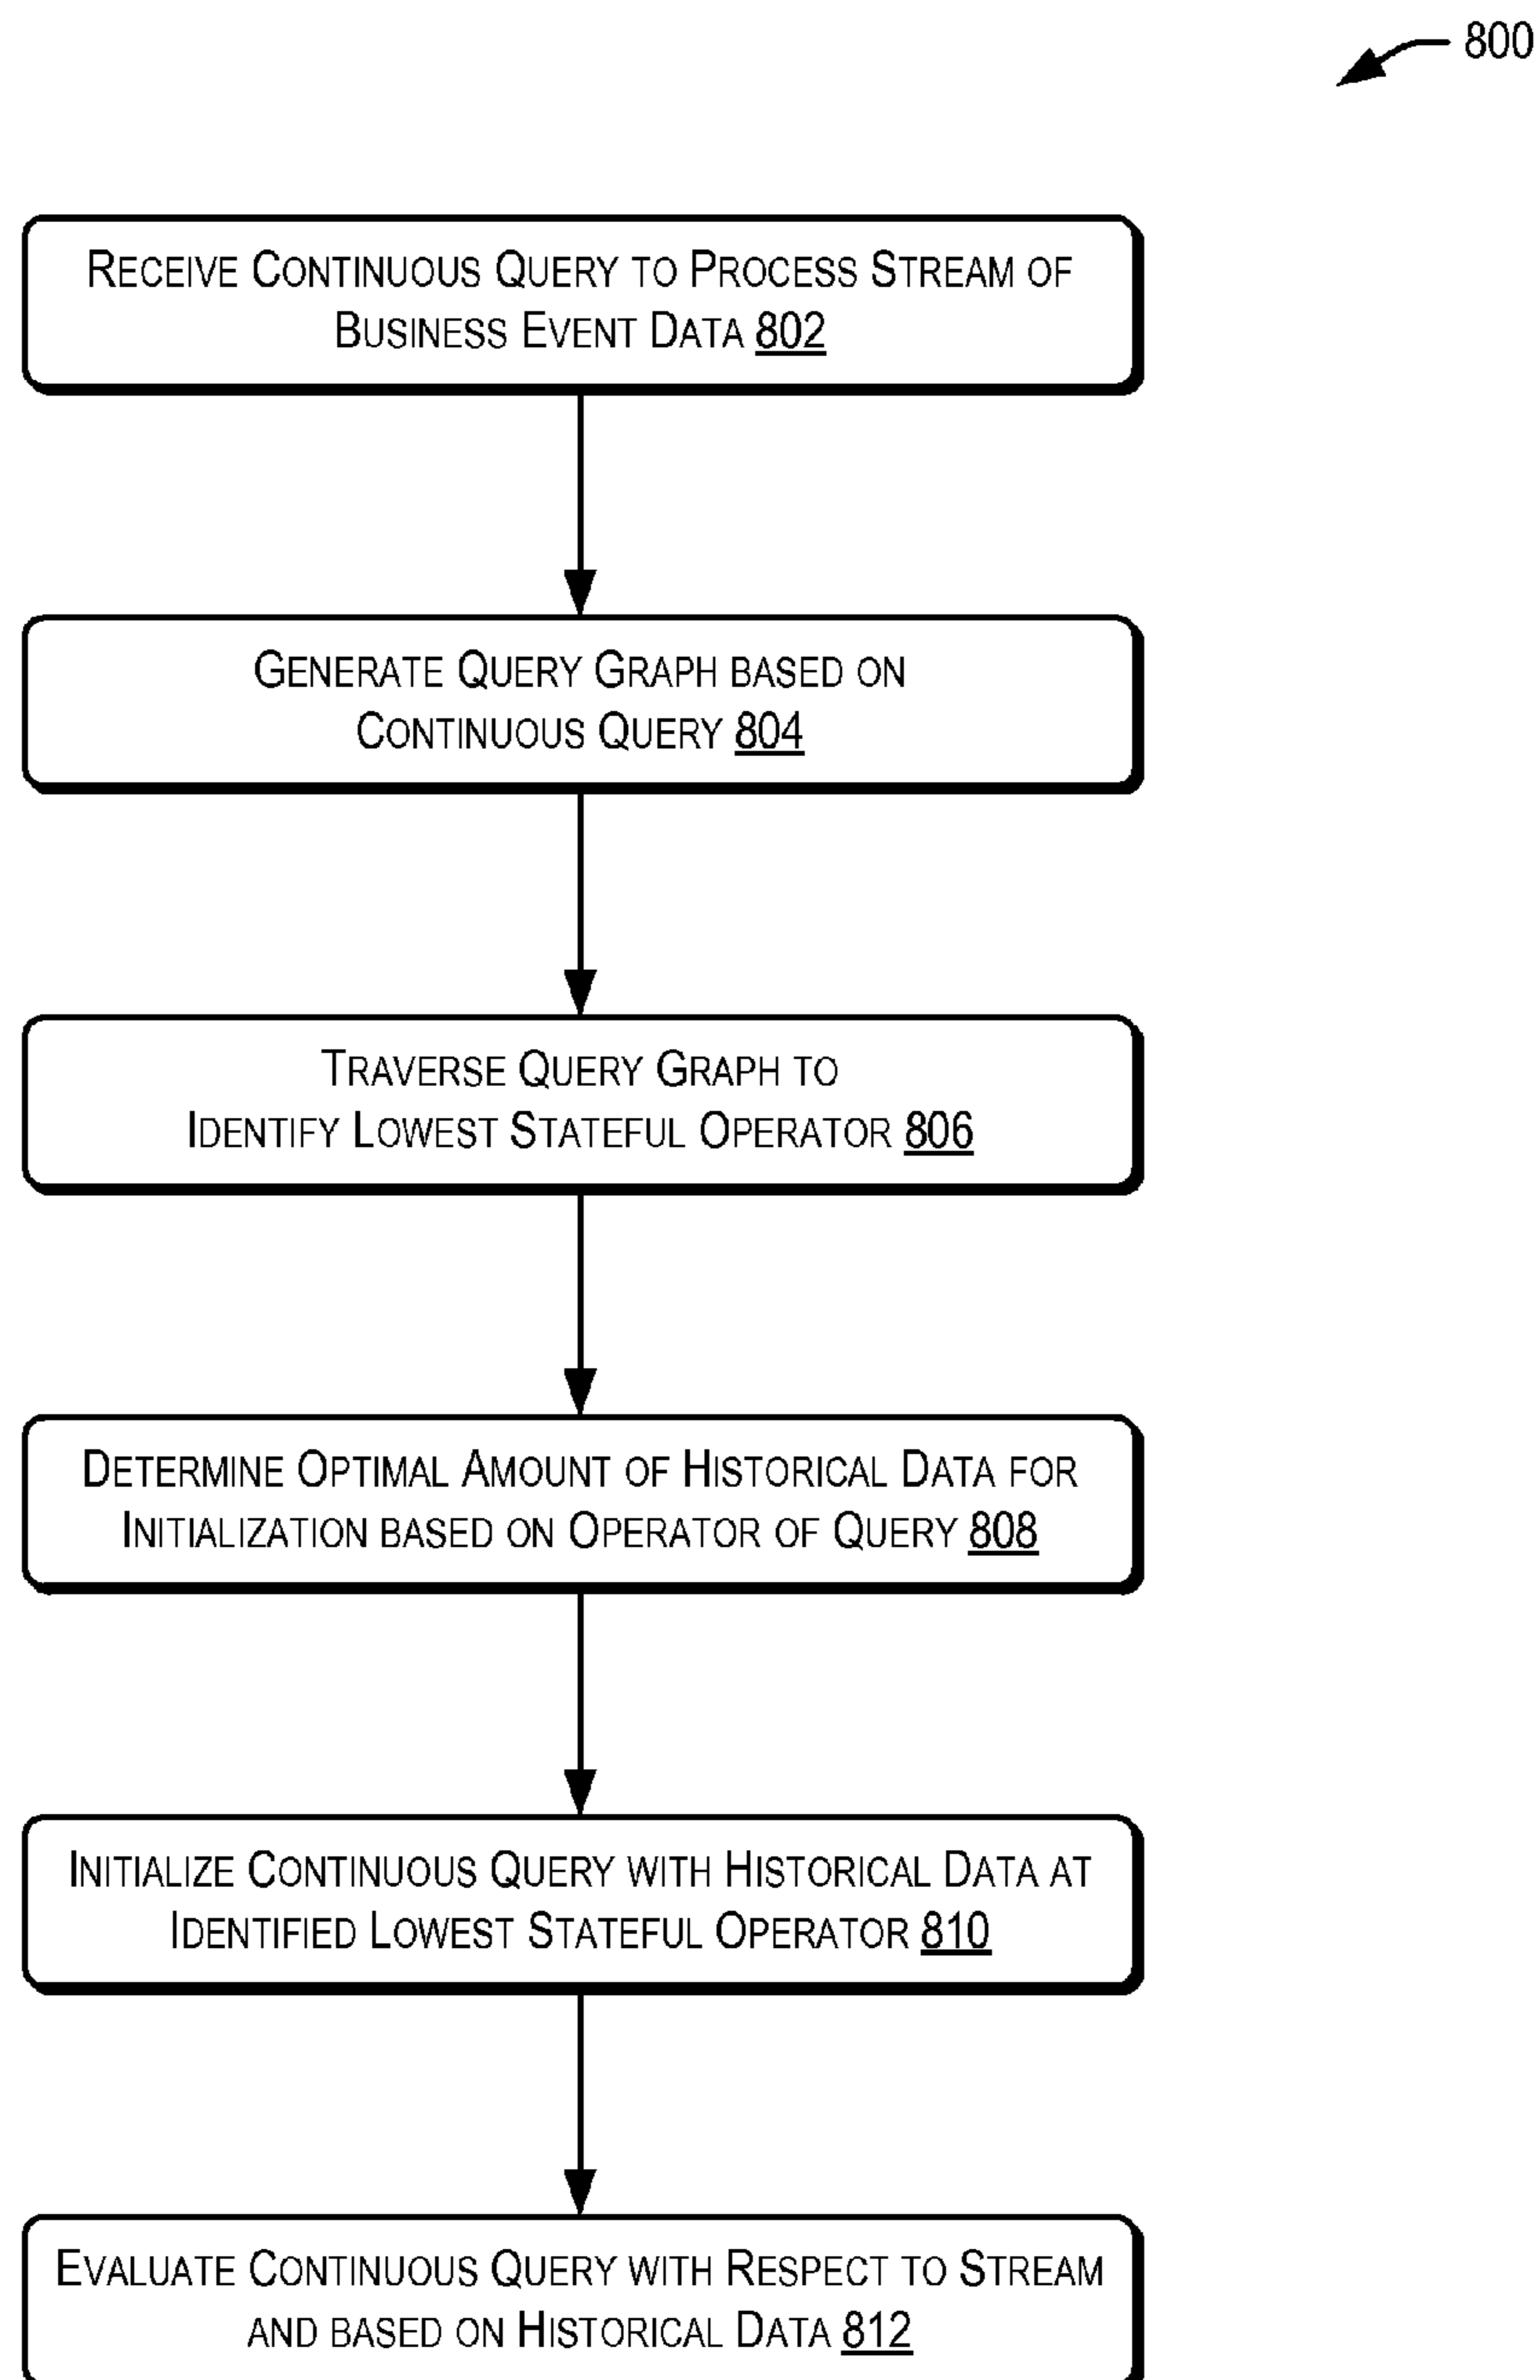 800
Receive Continuous Query to Process Stream of
Business Event Data 802
Generate Query Graph based on
Continuous Query 804
Traverse Query Graph to
Identify Lowest Stateful Operator 806
Determine Optimal Amount of Historical Data for
Initialization based on Operator of Query 808
Initialize Continuous Query with Historical Data at
Identified Lowest Stateful Operator 810
Evaluate Continuous Query with Respect to Stream
and based on Historical Data 812